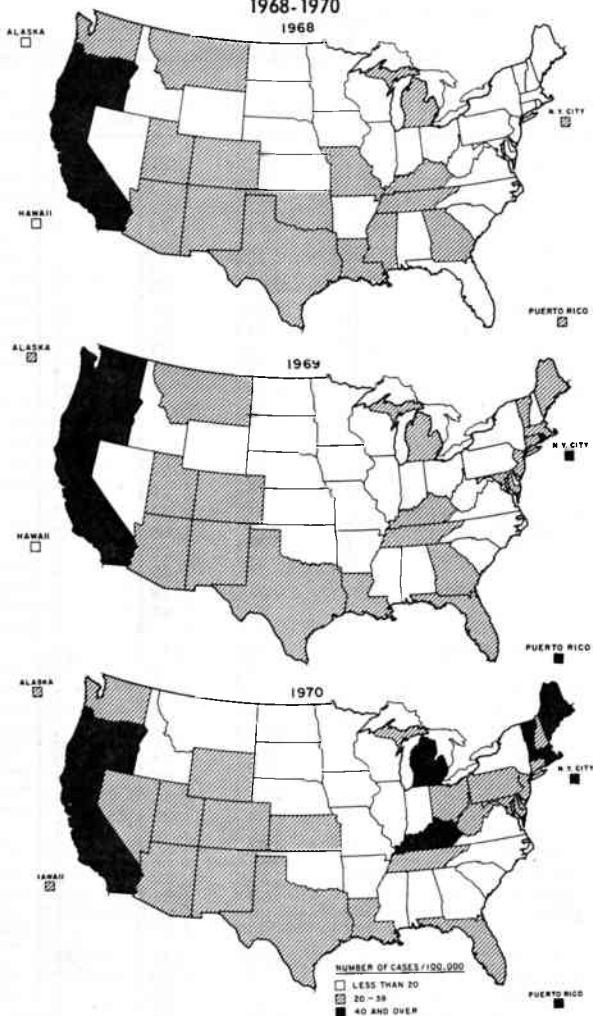 1968-1970
1968
ALASKA
N.Y. CITY
HAWAII
PUERTO RICO
1969
ALASKA
N.Y. CITY
HAWAII
PUERTO RICO
1970
ALASKA
N.Y. CITY
IAWAII
NUMBER OF CASES/100,000
LESS THAN 20
20-39
40 AND OVER
PUERTO RICO